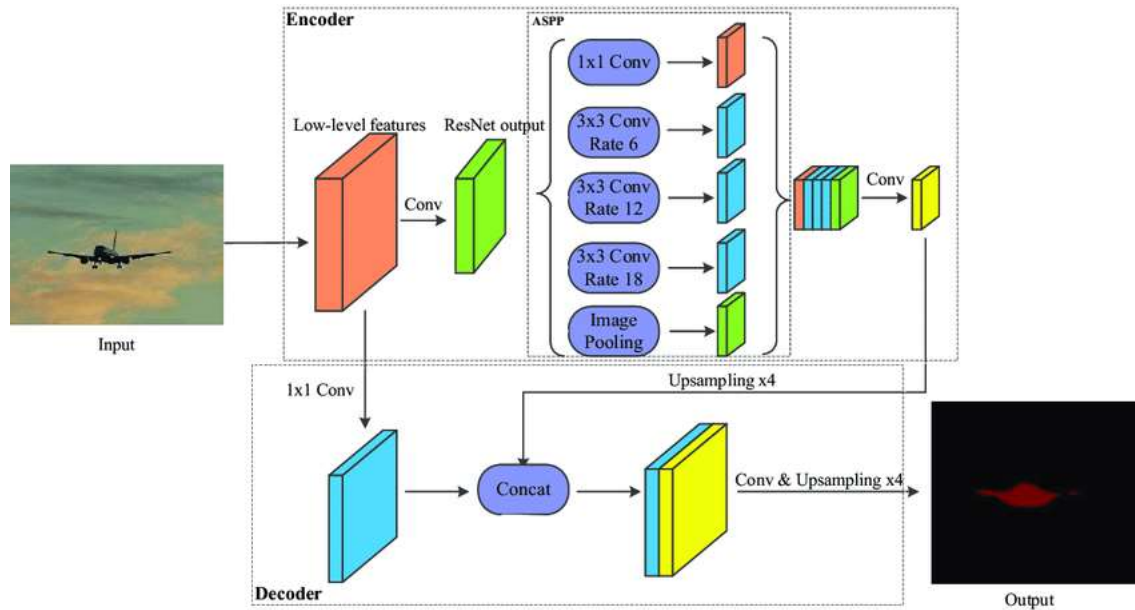 Encoder
ASPP
1x1 Conv
Low-level features
ResNet output
3x3 Conv
Rate 6
Conv
3x3 Conv
Rate 12
Conv
3x3 Conv
Rate 18
Image
Pooling
Input
1x1 Conv
Upsampling x4
Concat
Conv & Upsampling x4
Decoder
Output